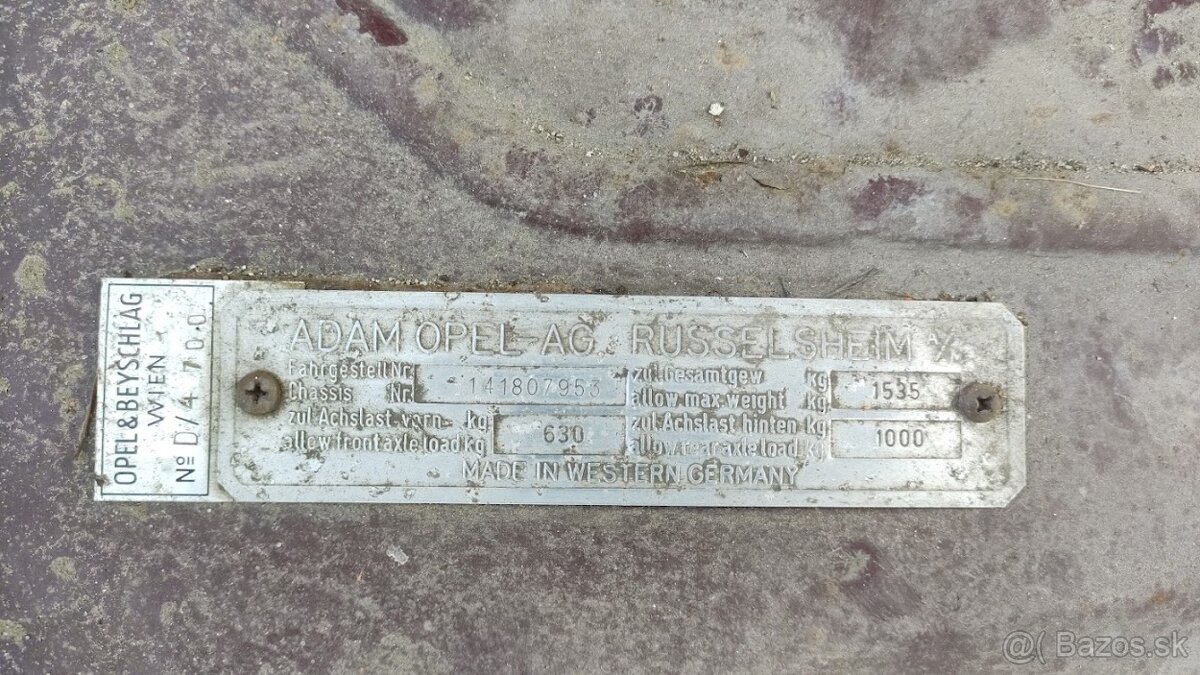 OPEL & BEYSCHLAG
WIEN
No D/4 700
ADAM OPEL-AG RUSSELSHEIM A/M
Fahrgestell Nr. 141807953 zul. Gesamtgew kg 1535
Chassis Nr. allow max. weight kg
zul. Achslast vorn- kg 630 zul. Achslast hinten kg 1000
allow front axle load kg allow rear axle load kg
MADE IN WESTERN GERMANY
@( Bazos.sk